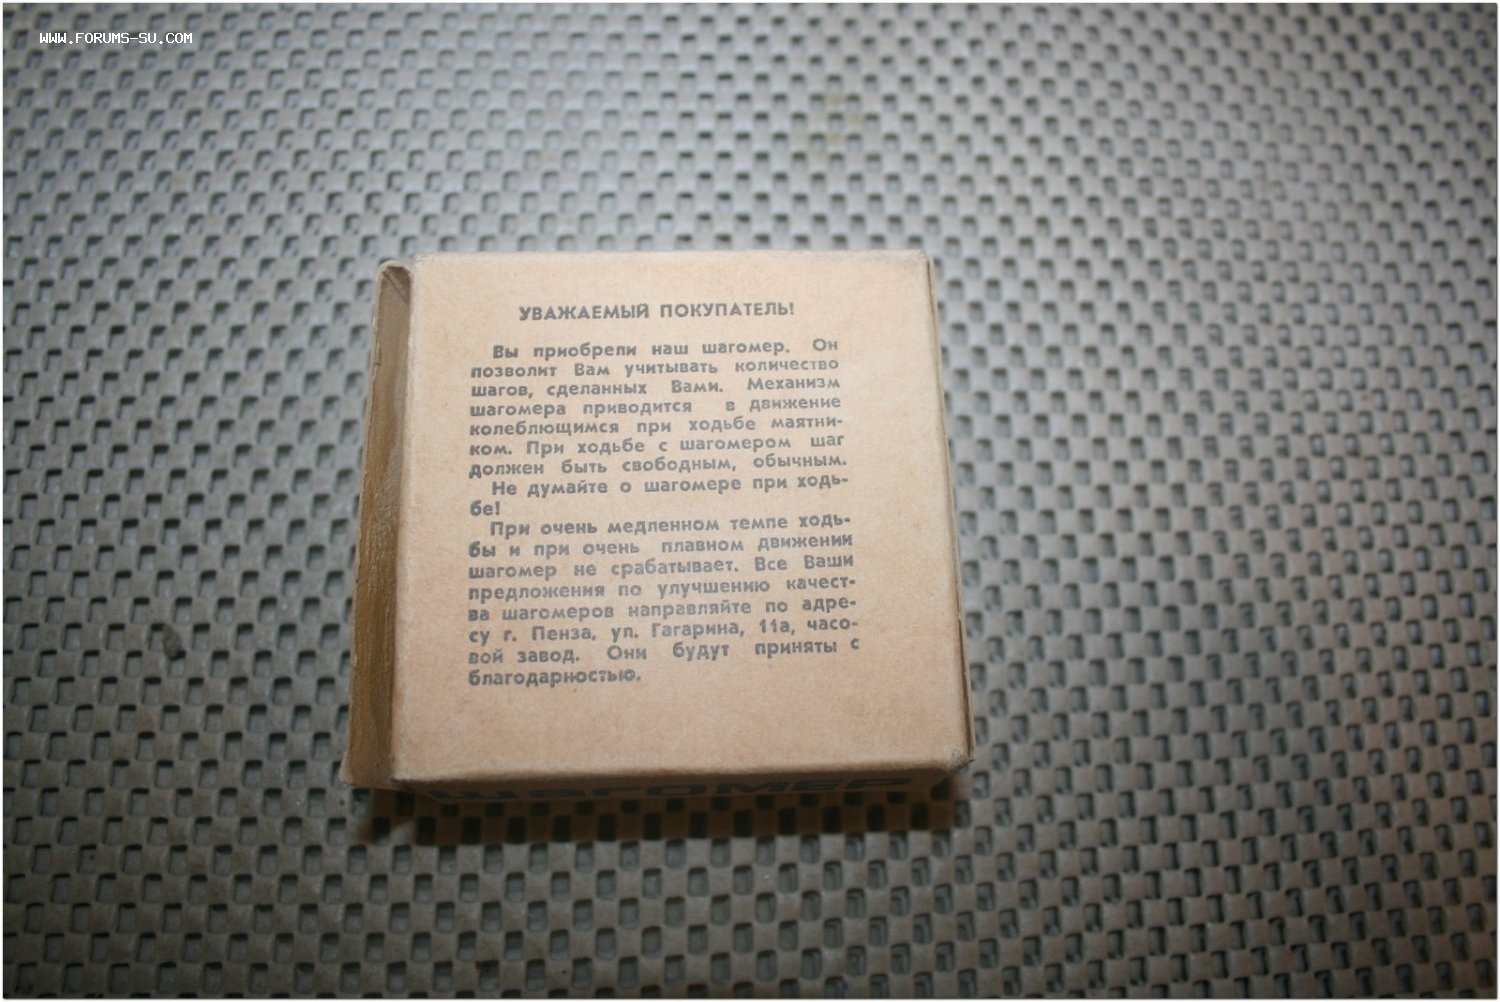 WWW.FORUMS-SU.COM
УВАЖАЕМЫЙ ПОКУПАТЕЛЬ!
Вы приобрели наш шагомер. Он
позволит Вам учитывать количество
шагов, сделанных Вами. Механизм
шагомера приводится в движение
колеблющимся при ходьбе маятни-
ком. При ходьбе с шагомером шаг
должен быть свободным, обычным.
Не думайте о шагомере при ходь-
бе!
При очень медленном темпе ходь-
бы и при очень плавном движении
шагомер не срабатывает. Все Ваши
предложения по улучшению качест-
ва шагомеров направляйте по адре-
су г. Пенза, ул. Гагарина, 11а, часо-
вой завод. Они будут приняты с
благодарностью.
шагомер